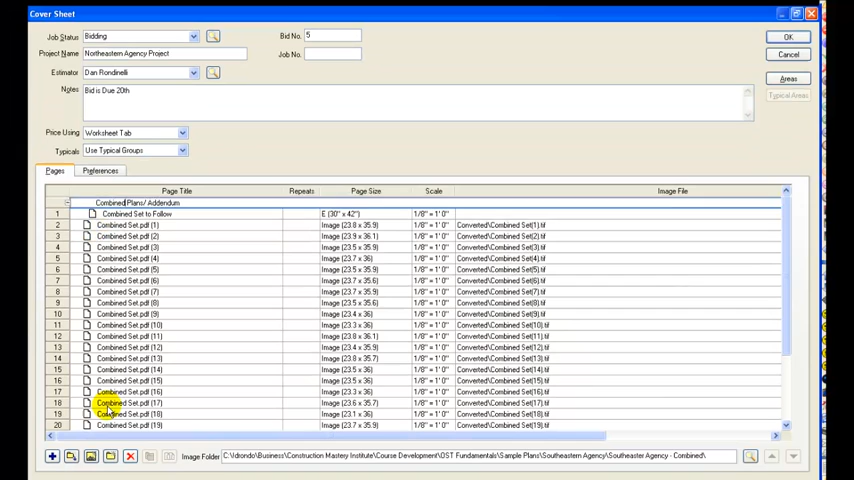 Cover Sheet
Job Status Bidding Bid No. 5 OK
Project Name Northeastern Agency Project Job No. Cancel
Estimator Dan Rondinelli Areas
Notes Bid is Due 20th Typical Areas
Price Using Worksheet Tab
Typicals Use Typical Groups
Pages Preferences
Page Title Repeats Page Size Scale Image File
Combined Plans/ Addendum
1 Combined Set to Follow E (30" x 42") 1/8" = 1' 0"
2 Combined Set.pdf (1) Image (23.8 x 35.9) 1/8" = 1' 0" Converted\Combined Set(1).tif
3 Combined Set.pdf (2) Image (23.9 x 36.1) 1/8" = 1' 0" Converted\Combined Set(2).tif
4 Combined Set.pdf (3) Image (23.7 x 35.9) 1/8" = 1' 0" Converted\Combined Set(3).tif
5 Combined Set.pdf (4) Image (23.7 x 36) 1/8" = 1' 0" Converted\Combined Set(4).tif
6 Combined Set.pdf (5) Image (23.7 x 35.9) 1/8" = 1' 0" Converted\Combined Set(5).tif
7 Combined Set.pdf (6) Image (23.7 x 35.6) 1/8" = 1' 0" Converted\Combined Set(6).tif
8 Combined Set.pdf (7) Image (23.5 x 35.9) 1/8" = 1' 0" Converted\Combined Set(7).tif
9 Combined Set.pdf (8) Image (23.5 x 35.6) 1/8" = 1' 0" Converted\Combined Set(8).tif
10 Combined Set.pdf (9) Image (23.4 x 36) 1/8" = 1' 0" Converted\Combined Set(9).tif
11 Combined Set.pdf (10) Image (23.3 x 36) 1/8" = 1' 0" Converted\Combined Set(10).tif
12 Combined Set.pdf (11) Image (23.8 x 36.1) 1/8" = 1' 0" Converted\Combined Set(11).tif
13 Combined Set.pdf (12) Image (23.4 x 36) 1/8" = 1' 0" Converted\Combined Set(12).tif
14 Combined Set.pdf (13) Image (23.8 x 35.7) 1/8" = 1' 0" Converted\Combined Set(13).tif
15 Combined Set.pdf (14) Image (23.5 x 36) 1/8" = 1' 0" Converted\Combined Set(14).tif
16 Combined Set.pdf (15) Image (23.5 x 36) 1/8" = 1' 0" Converted\Combined Set(15).tif
17 Combined Set.pdf (16) Image (23.3 x 36) 1/8" = 1' 0" Converted\Combined Set(16).tif
18 Combined Set.pdf (17) Image (23.6 x 35.7) 1/8" = 1' 0" Converted\Combined Set(17).tif
19 Combined Set.pdf (18) Image (23.1 x 36) 1/8" = 1' 0" Converted\Combined Set(18).tif
20 Combined Set.pdf (19) Image (23.7 x 35.9) 1/8" = 1' 0" Converted\Combined Set(19).tif
Image Folder C:\ldrondo\Business\Construction Mastery Institute\Course Development\OST Fundamentals\Sample Plans\Southeastern Agency\Southeaster Agency - Combined\